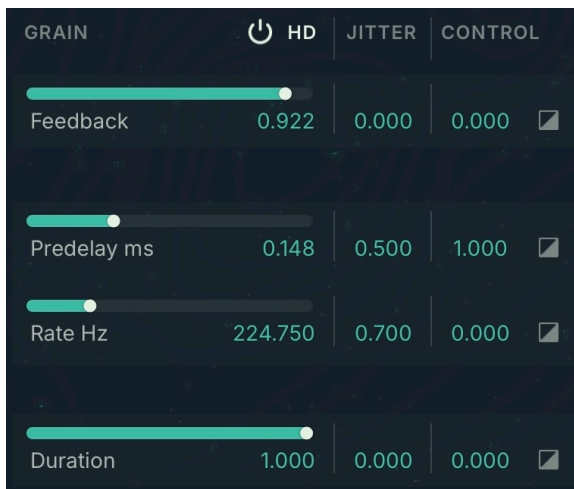 GRAIN HD JITTER CONTROL
Feedback 0.922 0.000 0.000
Predelay ms 0.148 0.500 1.000
Rate Hz 224.750 0.700 0.000
Duration 1.000 0.000 0.000